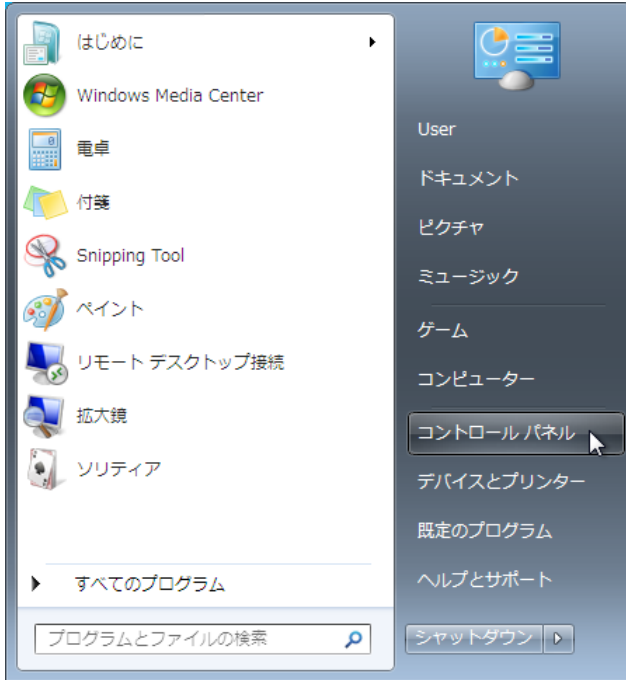 はじめに
Windows Media Center
電卓
付箋
Snipping Tool
ペイント
リモート デスクトップ接続
拡大鏡
ソリティア
すべてのプログラム
プログラムとファイルの検索
User
ドキュメント
ピクチャ
ミュージック
ゲーム
コンピューター
コントロール パネル
デバイスとプリンター
既定のプログラム
ヘルプとサポート
シャットダウン